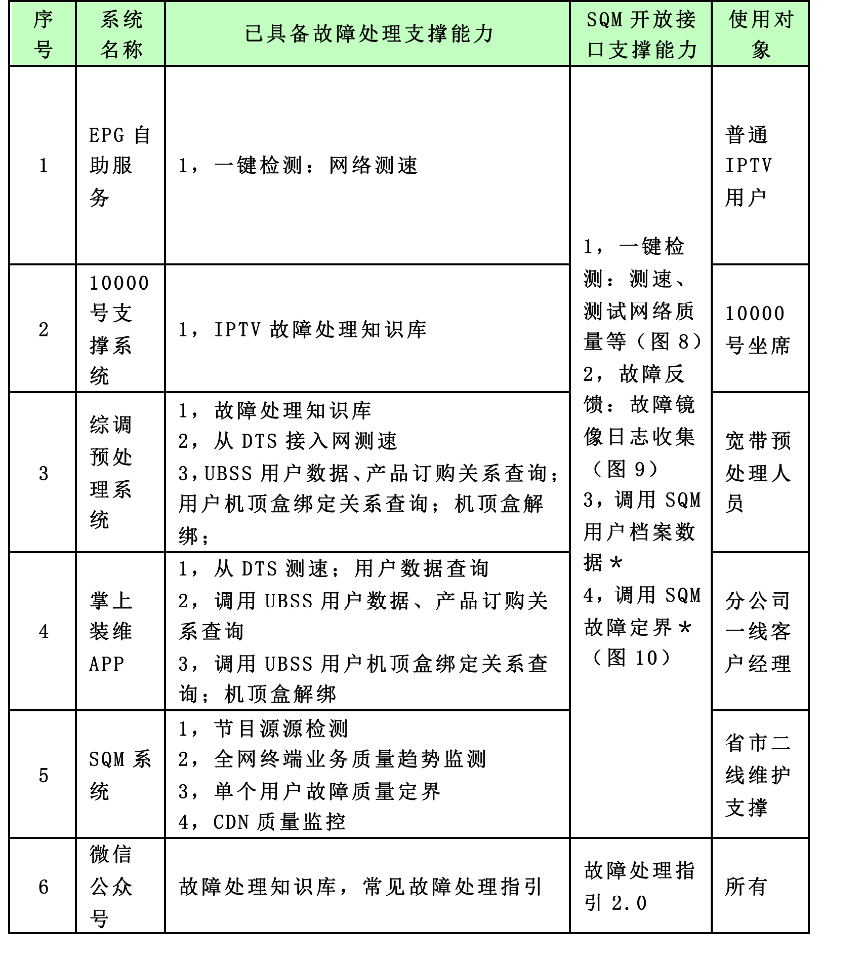 序号
系统名称
已具备故障处理支撑能力
SQM 开放接口支撑能力
使用对象
1
EPG 自
助服
务
1，一键检测：网络测速
普通
IPTV
用户
2
10000
号支
撑系
统
1，IPTV 故障处理知识库
10000
号坐席
3
综调
预处
理系
统
1，故障处理知识库
2，从 DTS 接入网测速
3,UBSS 用户数据、产品订购关系查询；
用户机顶盒绑定关系查询；机顶盒解
绑；
宽带预
处理人
员
4
掌上
装维
APP
1，从 DTS 测速；用户数据查询
2，调用 UBSS 用户数据、产品订购关
系查询
3，调用 UBSS 用户机顶盒绑定关系查
询；机顶盒解绑
分公司
一线客
户经理
5
SQM 系
统
1，节目源源检测
2，全网终端业务质量趋势监测
3，单个用户故障质量定界
4，CDN 质量监控
省市二
线维护
支撑
1，一键检
测：测速、
测试网络质
量等（图 8）
2，故障反
馈：故障镜
像日志收集
（图 9）
3，调用 SQM
用户档案数
据＊
4，调用 SQM
故障定界＊
（图 10）
6
微信
公众
号
故障处理知识库，常见故障处理指引
故障处理指
引 2.0
所有